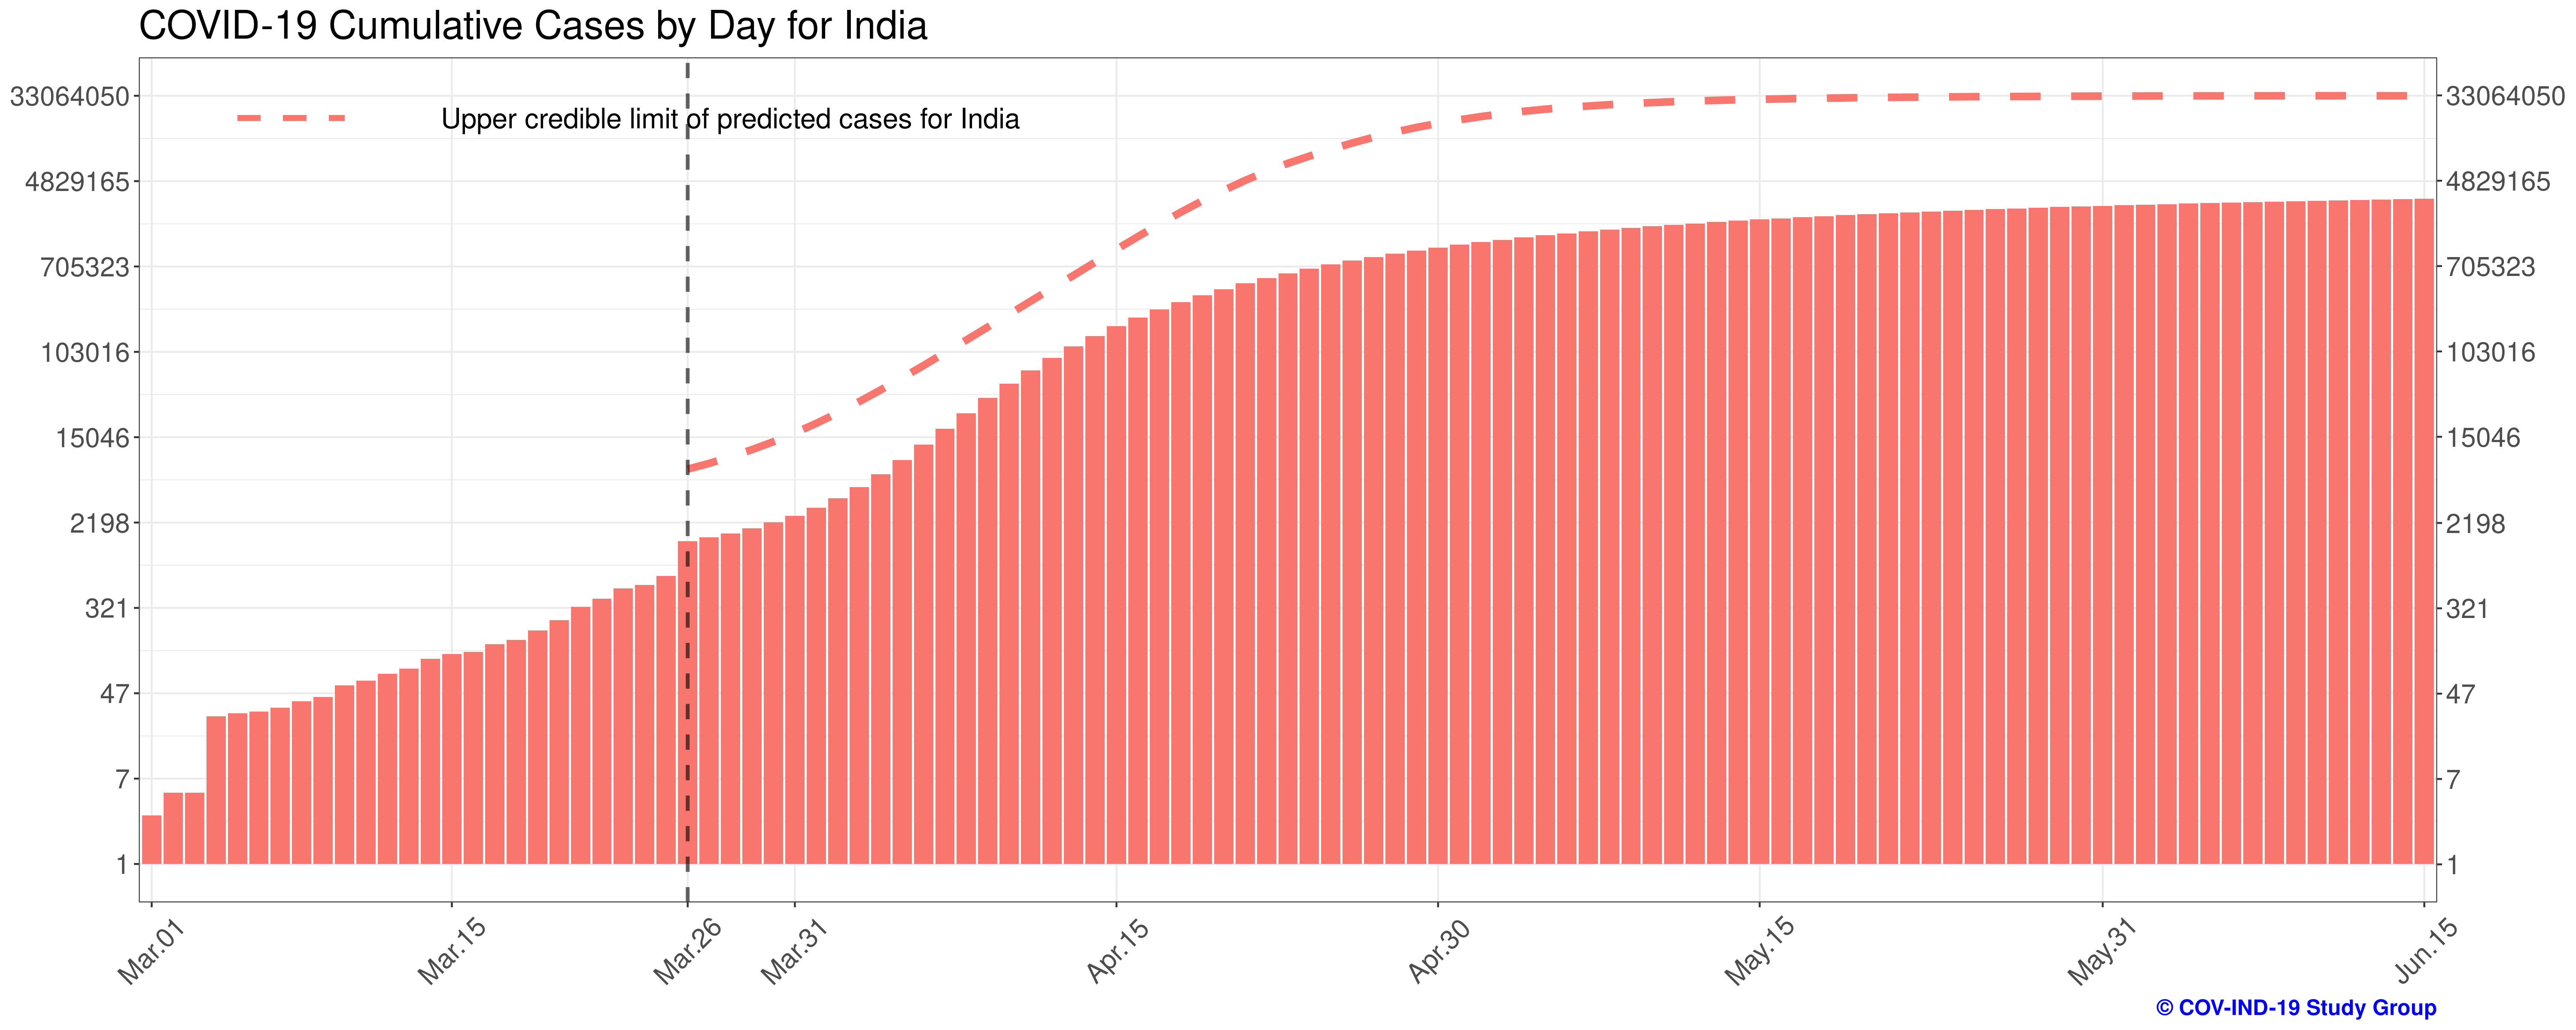 COVID-19 Cumulative Cases by Day for India
Upper credible limit of predicted cases for India
33064050
4829165
705323
103016
15046
2198
321
47
7
1
33064050
4829165
705323
103016
15046
2198
321
47
7
1
Mar.01
Mar.15
Mar.26
Mar.31
Apr.15
Apr.30
May.15
May.31
Jun.15
© COV-IND-19 Study Group